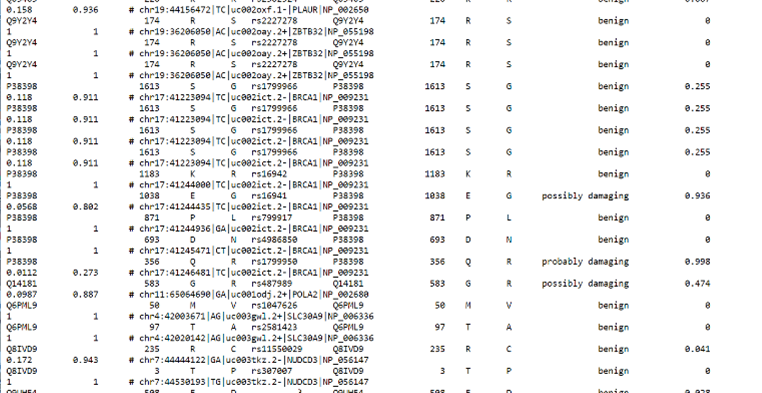 0.158 0.936 # chr19:44156472|TC|uc002oxf.1-|PLAUR|NP_002650
Q9Y2Y4 174 R S rs2227278 Q9Y2Y4 174 R S benign 0
1 1 # chr19:36206050|AC|uc002oay.2+|ZBTB32|NP_055198
Q9Y2Y4 174 R S rs2227278 Q9Y2Y4 174 R S benign 0
1 1 # chr19:36206050|AC|uc002oay.2+|ZBTB32|NP_055198
Q9Y2Y4 174 R S rs2227278 Q9Y2Y4 174 R S benign 0
1 1 # chr19:36206050|AC|uc002oay.2+|ZBTB32|NP_055198
P38398 1613 S G rs1799966 P38398 1613 S G benign 0.255
0.118 0.911 # chr17:41223094|TC|uc002ict.2-|BRCA1|NP_009231
P38398 1613 S G rs1799966 P38398 1613 S G benign 0.255
0.118 0.911 # chr17:41223094|TC|uc002ict.2-|BRCA1|NP_009231
P38398 1613 S G rs1799966 P38398 1613 S G benign 0.255
0.118 0.911 # chr17:41223094|TC|uc002ict.2-|BRCA1|NP_009231
P38398 1613 S G rs1799966 P38398 1613 S G benign 0.255
0.118 0.911 # chr17:41223094|TC|uc002ict.2-|BRCA1|NP_009231
P38398 1183 K R rs16942 P38398 1183 K R benign 0
1 1 # chr17:41244000|TC|uc002ict.2-|BRCA1|NP_009231
P38398 1038 E G rs16941 P38398 1038 E G possibly damaging 0.936
0.0568 0.802 # chr17:41244435|TC|uc002ict.2-|BRCA1|NP_009231
P38398 871 P L rs799917 P38398 871 P L benign 0
1 1 # chr17:41244936|GA|uc002ict.2-|BRCA1|NP_009231
P38398 693 D N rs4986850 P38398 693 D N benign 0
1 1 # chr17:41245471|CT|uc002ict.2-|BRCA1|NP_009231
P38398 356 Q R rs1799950 P38398 356 Q R probably damaging 0.998
0.0112 0.273 # chr17:41246481|TC|uc002ict.2-|BRCA1|NP_009231
Q14181 583 G R rs487989 Q14181 583 G R possibly damaging 0.474
0.0987 0.887 # chr11:65064690|GA|uc001odj.2+|POLA2|NP_002680
Q6PML9 50 M V rs1047626 Q6PML9 50 M V benign 0
1 1 # chr4:42003671|AG|uc003gwl.2+|SLC30A9|NP_006336
Q6PML9 97 T A rs2581423 Q6PML9 97 T A benign 0
1 1 # chr4:42020142|AG|uc003gwl.2+|SLC30A9|NP_006336
Q8IVD9 235 R C rs11550029 Q8IVD9 235 R C benign 0.041
0.172 0.943 # chr7:44444122|GA|uc003tkz.2-|NUDCD3|NP_056147
Q8IVD9 3 T P rs307007 Q8IVD9 3 T P benign 0
1 1 # chr7:44530193|TG|uc003tkz.2-|NUDCD3|NP_056147